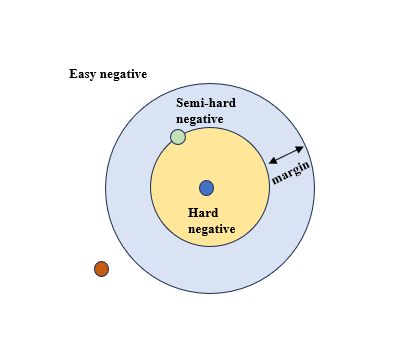 Easy negative
Semi-hard
negative
margin
Hard
negative